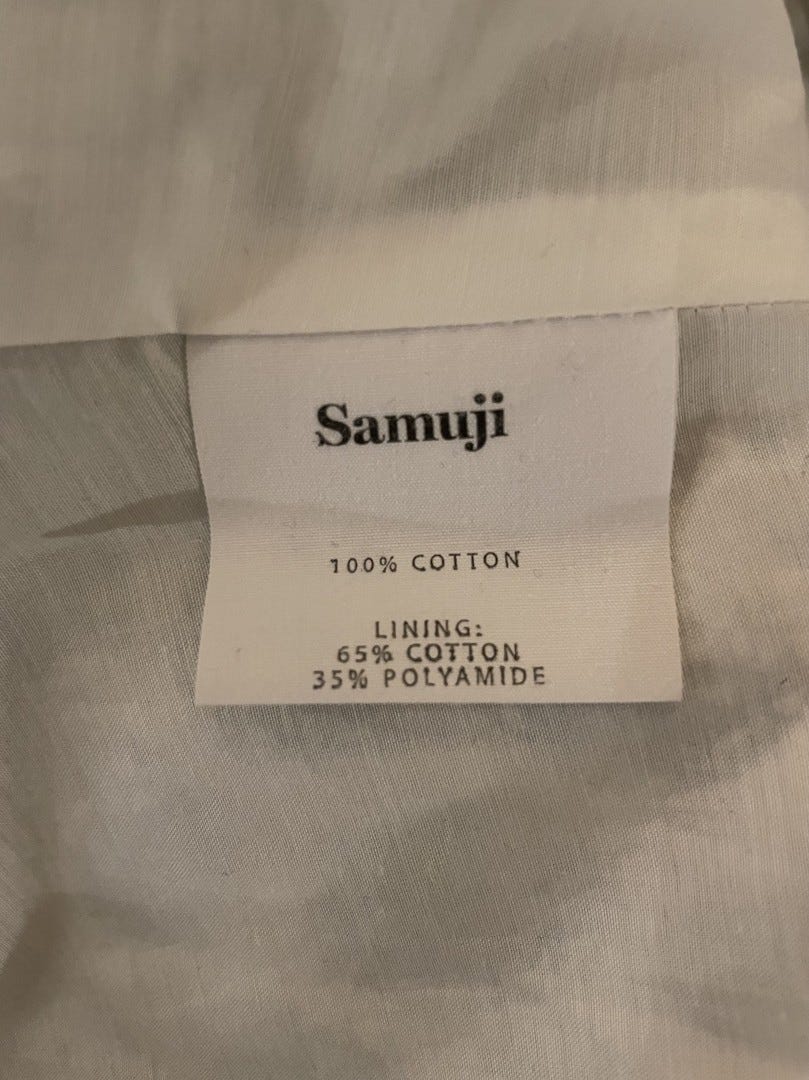 Samuji
100% COTTON
LINING:
65% COTTON
35% POLYAMIDE